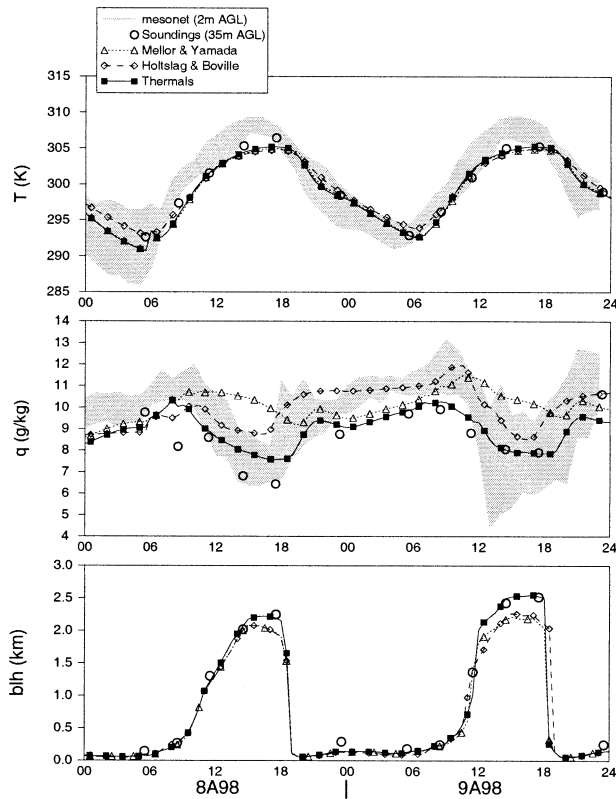 mesonet (2m AGL)
Soundings (35m AGL)
Mellor & Yamada
Holtslag & Boville
Thermals
315
310
305
300
295
290
285
T (K)
00 06 12 18 00 06 12 18 24
14
13
12
11
10
9
8
7
6
5
4
q (g/kg)
00 06 12 18 00 06 12 18 24
3.0
2.5
2.0
1.5
1.0
0.5
0.0
blh (km)
00 06 12 18 00 06 12 18 24
8A98 | 9A98